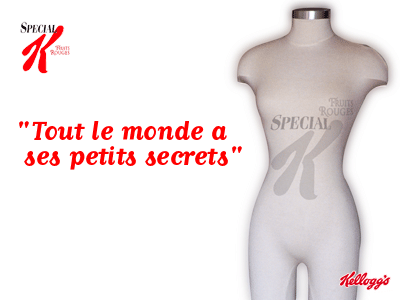 SPECIAL
K
FRUITS
ROUGES
"Tout le monde a
ses petits secrets"
FRUITS
ROUGES
SPECIAL
K
Kellogg's